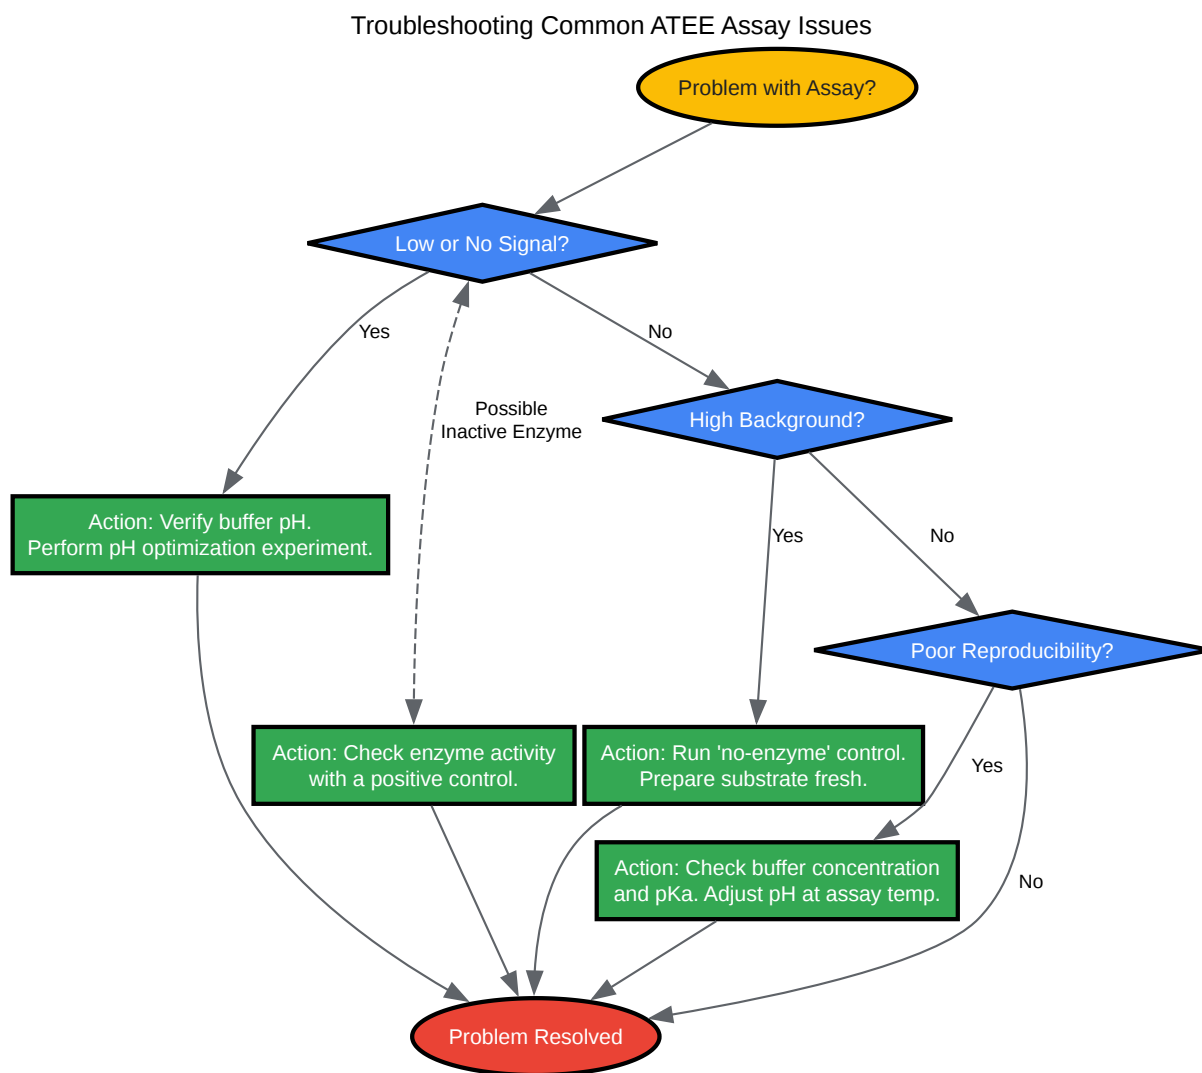 Troubleshooting Common ATEE Assay Issues
Problem with Assay?
Low or No Signal?
Yes
No
Possible
Inactive Enzyme
High Background?
Action: Verify buffer pH.
Perform pH optimization experiment.
Yes
No
Poor Reproducibility?
Action: Check enzyme activity
with a positive control.
Action: Run 'no-enzyme' control.
Prepare substrate fresh.
Yes
Action: Check buffer concentration
and pKa. Adjust pH at assay temp.
No
Problem Resolved